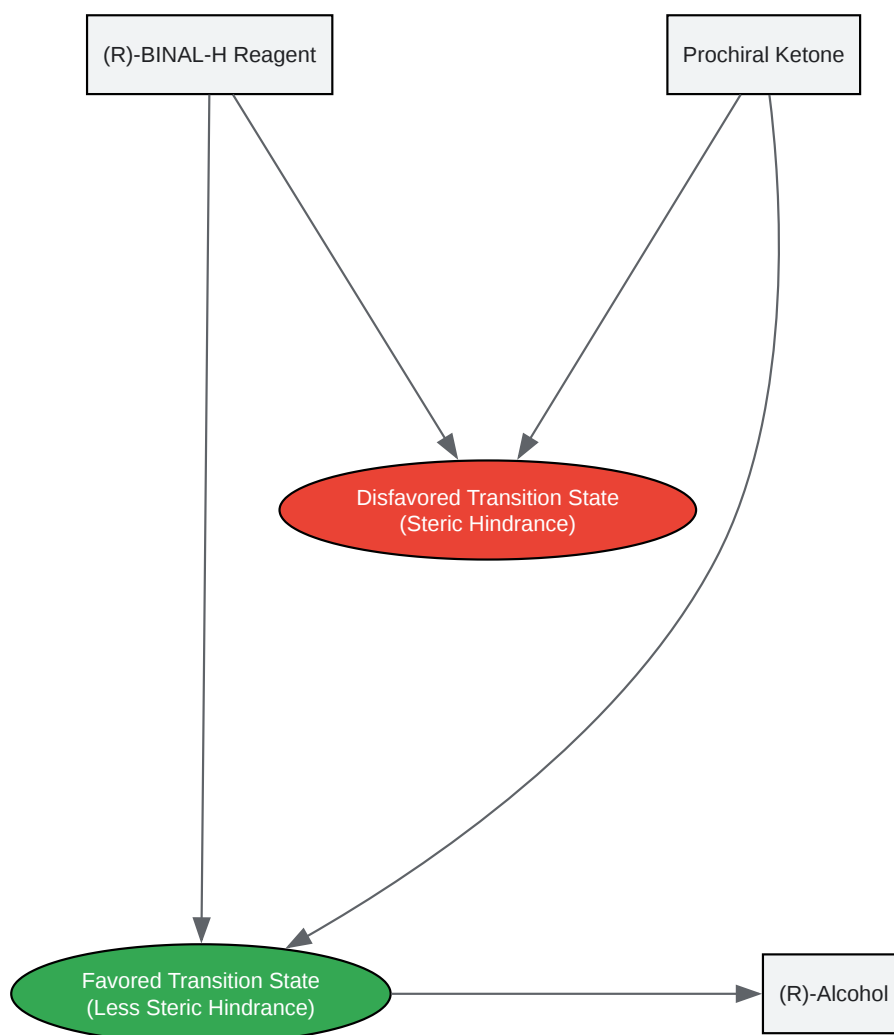 (R)-BINAL-H Reagent
Prochiral Ketone
Disfavored Transition State
(Steric Hindrance)
Favored Transition State
(Less Steric Hindrance)
(R)-Alcohol